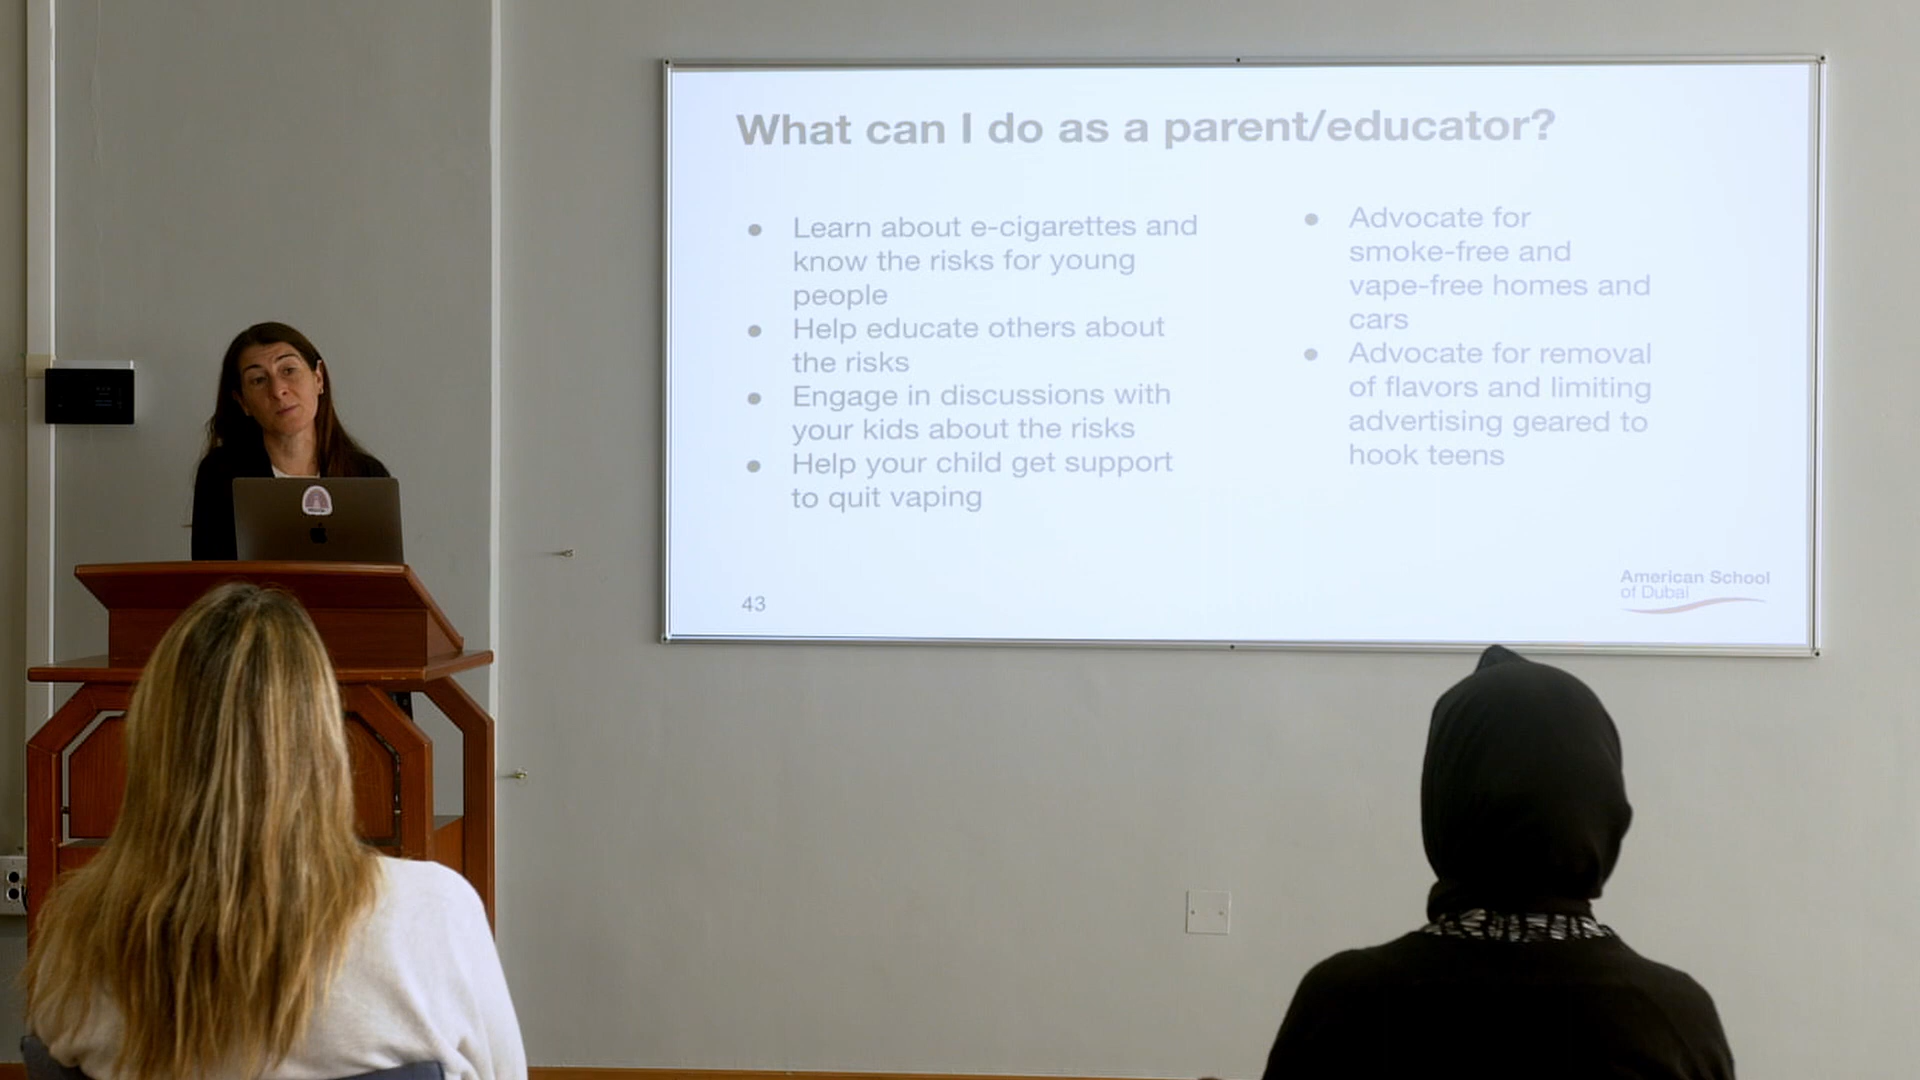 What can I do as a parent/educator?
● Learn about e-cigarettes and
know the risks for young
people
● Help educate others about
the risks
● Engage in discussions with
your kids about the risks
● Help your child get support
to quit vaping
● Advocate for
smoke-free and
vape-free homes and
cars
● Advocate for removal
of flavors and limiting
advertising geared to
hook teens
43
American School
of Dubai